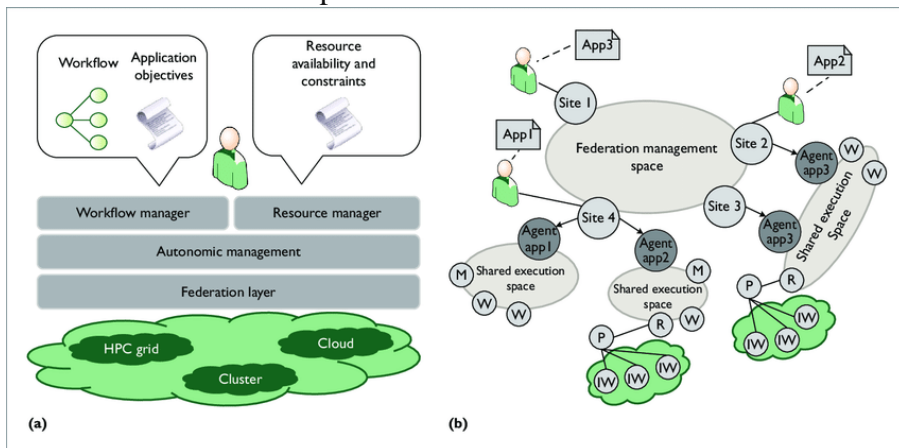 Workflow
Application
objectives
Resource
availability and
constraints
Workflow manager
Resource manager
Autonomic management
Federation layer
HPC grid
Cloud
Cluster
(a)
App3
App2
Site 1
App1
Federation management
space
Site 2
Agent
app3
W
W
Site 3
Agent
app3
Shared execution
Space
Site 4
Agent
app1
Agent
app2
M
Shared execution
space
W
W
M
Shared execution
space
W
P
R
IW
IW
IW
P
R
IW
IW
IW
(b)